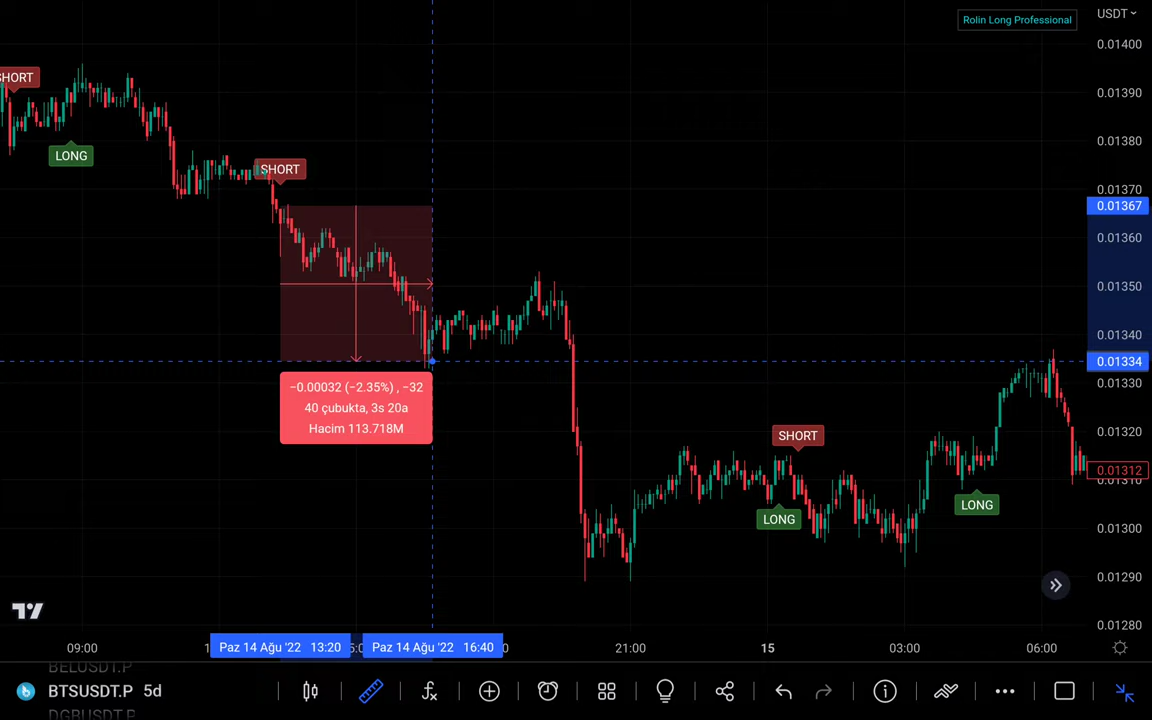 Rolin Long Professional
USDT
0.01400
SHORT
0.01390
0.01380
LONG
SHORT
0.01370
0.01367
0.01360
0.01350
0.01340
0.01334
0.01330
−0.00032 (−2.35%) , −32
40 çubukta, 3s 20a
Hacim 113.718M
0.01320
SHORT
0.01312
0.01310
LONG
LONG
0.01300
0.01290
0.01280
09:00
Paz 14 Ağu '22 13:20
Paz 14 Ağu '22 16:40
21:00
15
03:00
06:00
BELUSDT.P
BTSUSDT.P 5d
DGBUSDT.P